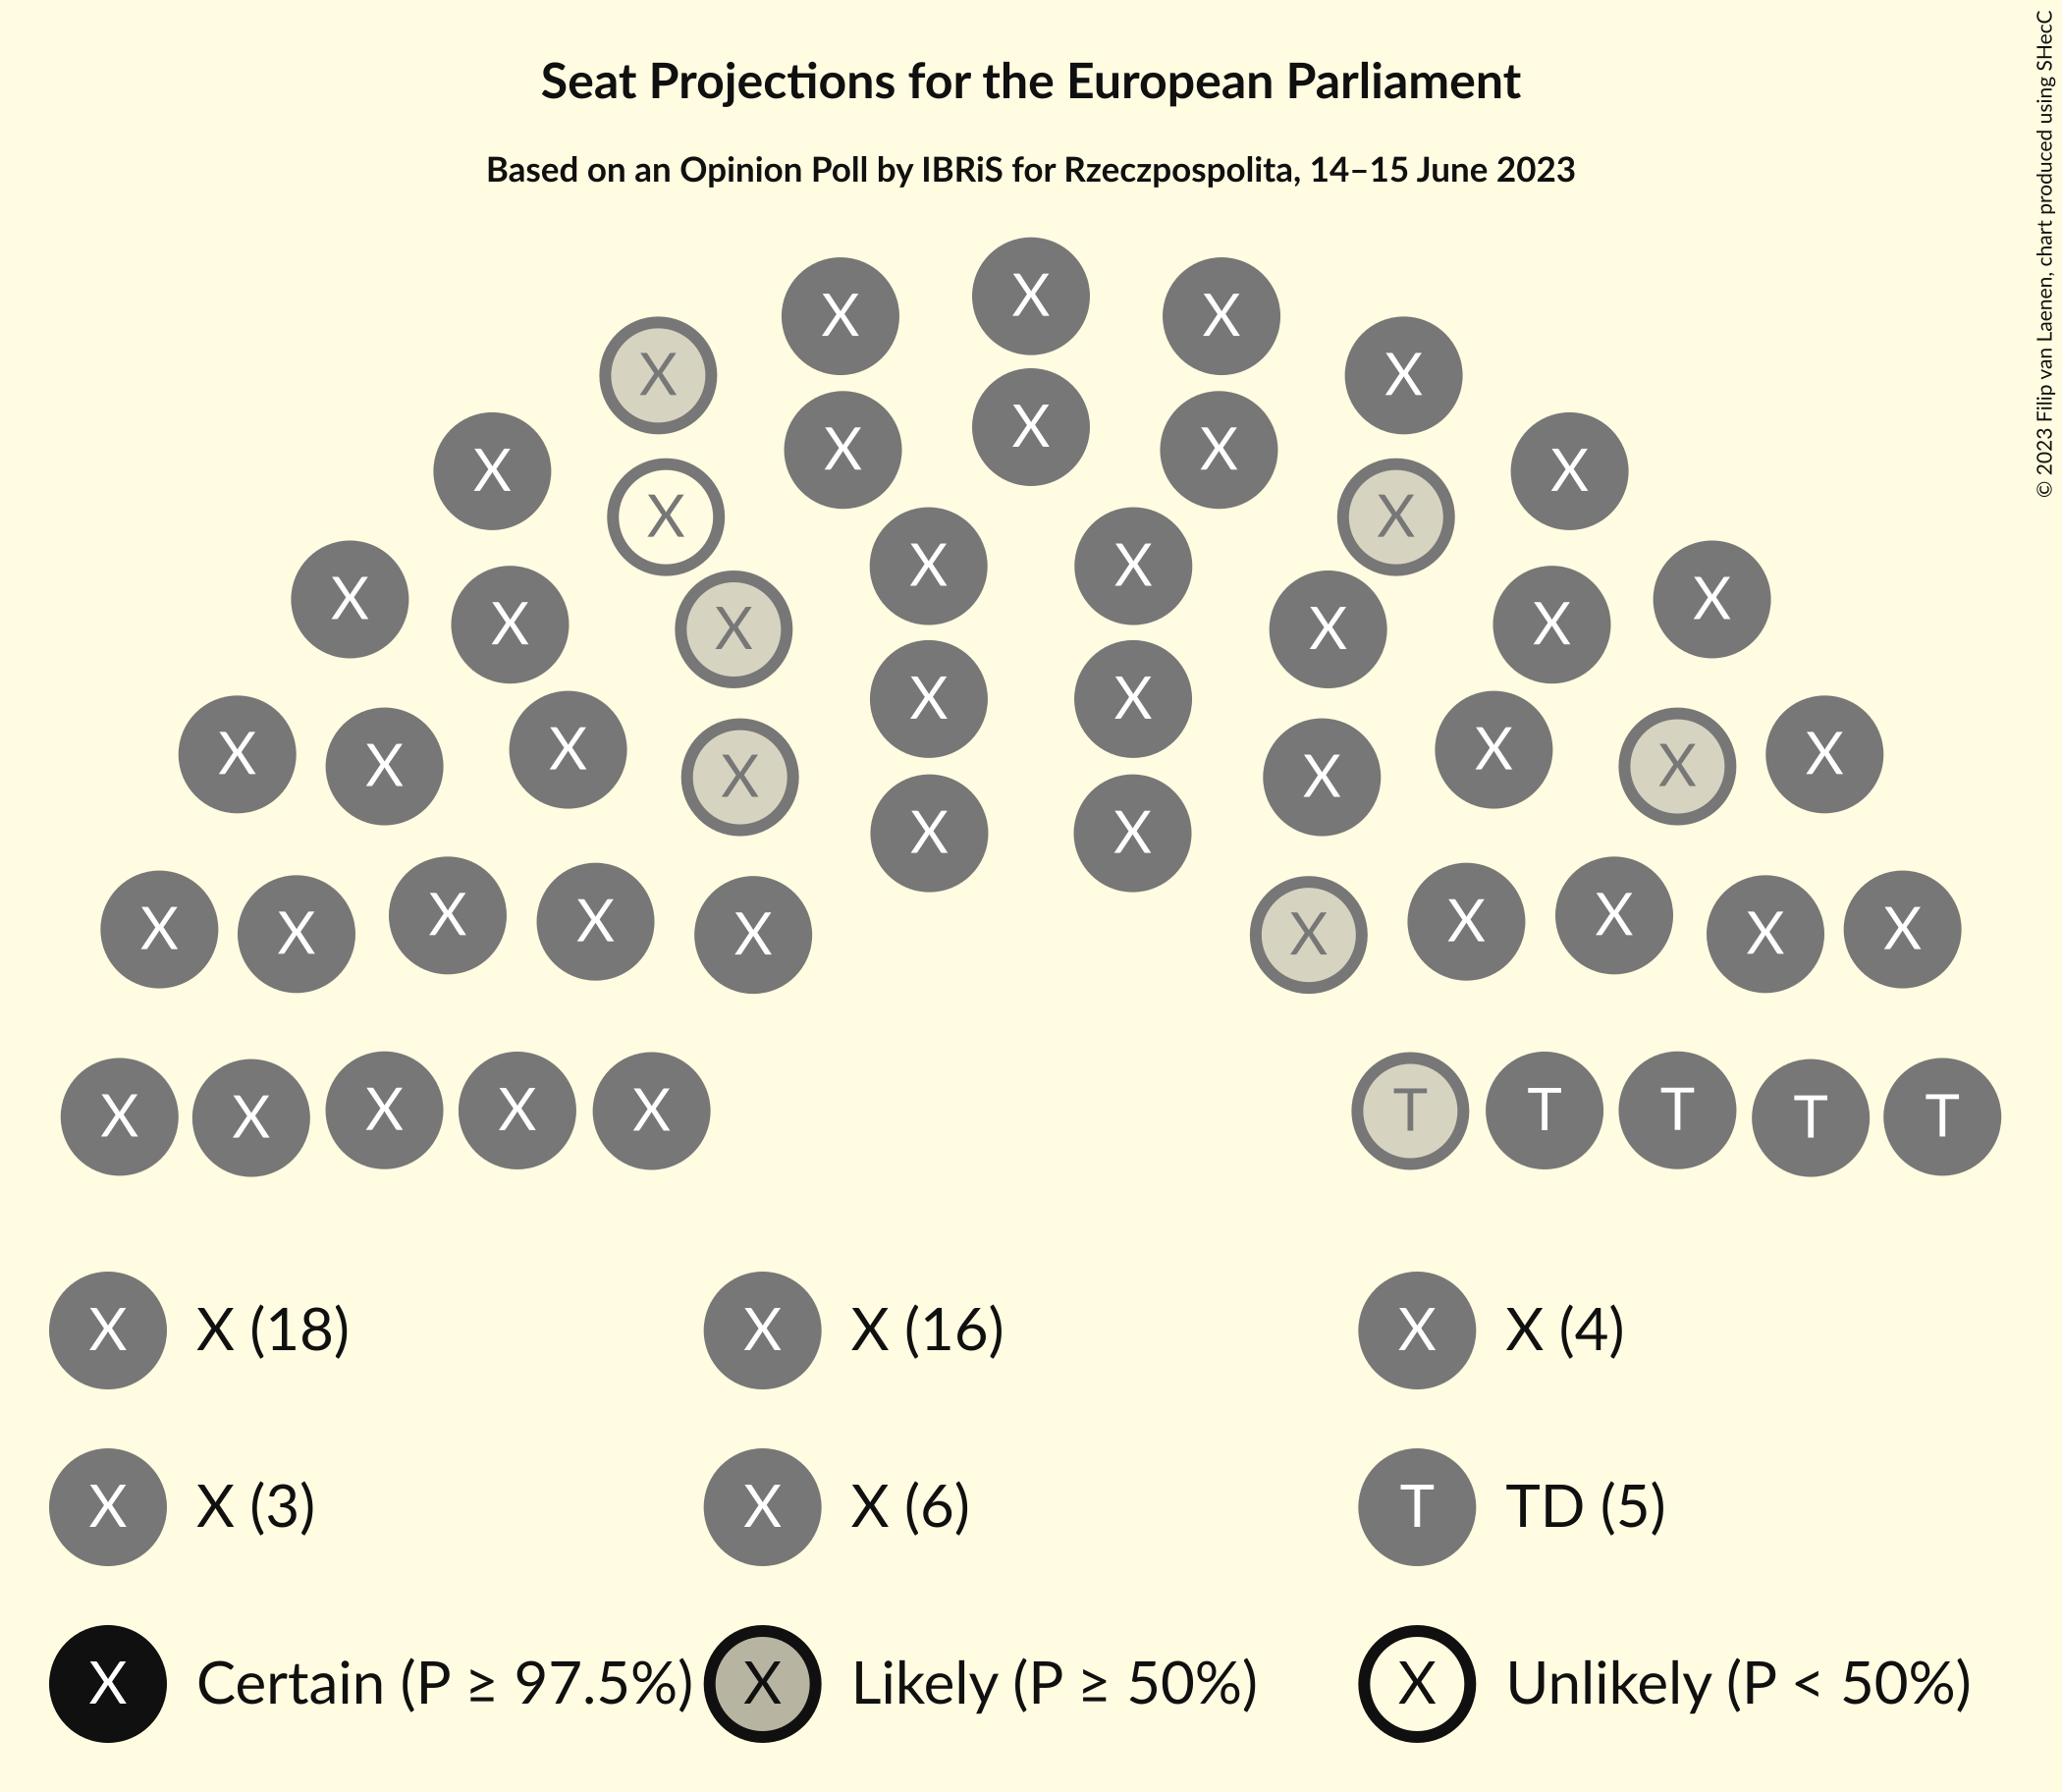 Seat Projections for the European Parliament
Based on an Opinion Poll by IBRiS for Rzeczpospolita, 14–15 June 2023
© 2023 Filip van Laenen, chart produced using SHecC
X X X
X X
X X X X X
X X
X X X X X X X X
X X X X X X X X X X
X X
X X X X X X X X X X
X X X X X T T T T T
X X (18) X X (16) X X (4)
X X (3) X X (6) T TD (5)
X Certain (P ≥ 97.5%) X Likely (P ≥ 50%) X Unlikely (P < 50%)